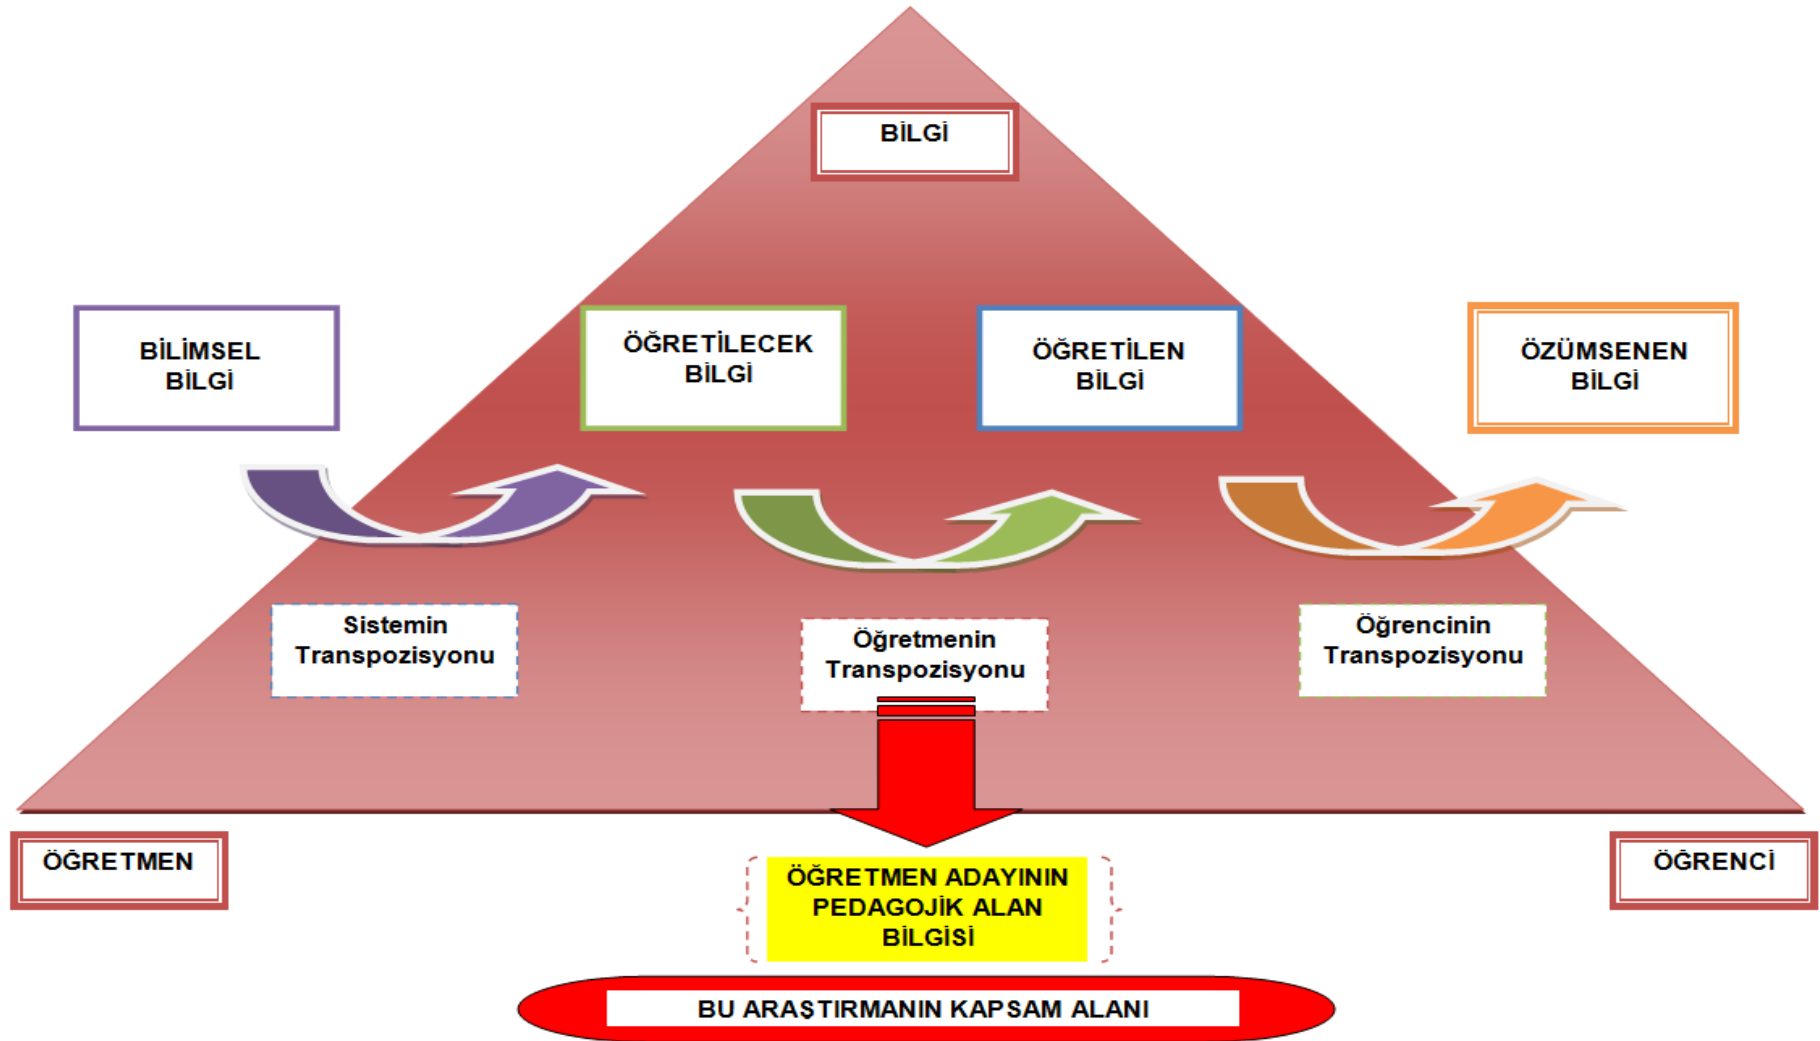 BİLGİ
BİLİMSEL
BİLGİ
ÖĞRETİLECEK
BİLGİ
ÖĞRETİLEN
BİLGİ
ÖZÜMSENEN
BİLGİ
Sistemin
Transpozisyonu
Öğretmenin
Transpozisyonu
Öğrencinin
Transpozisyonu
ÖĞRETMEN
ÖĞRENCİ
ÖĞRETMEN ADAYININ
PEDAGOJİK ALAN
BİLGİSİ
BU ARAŞTIRMANIN KAPSAM ALANI